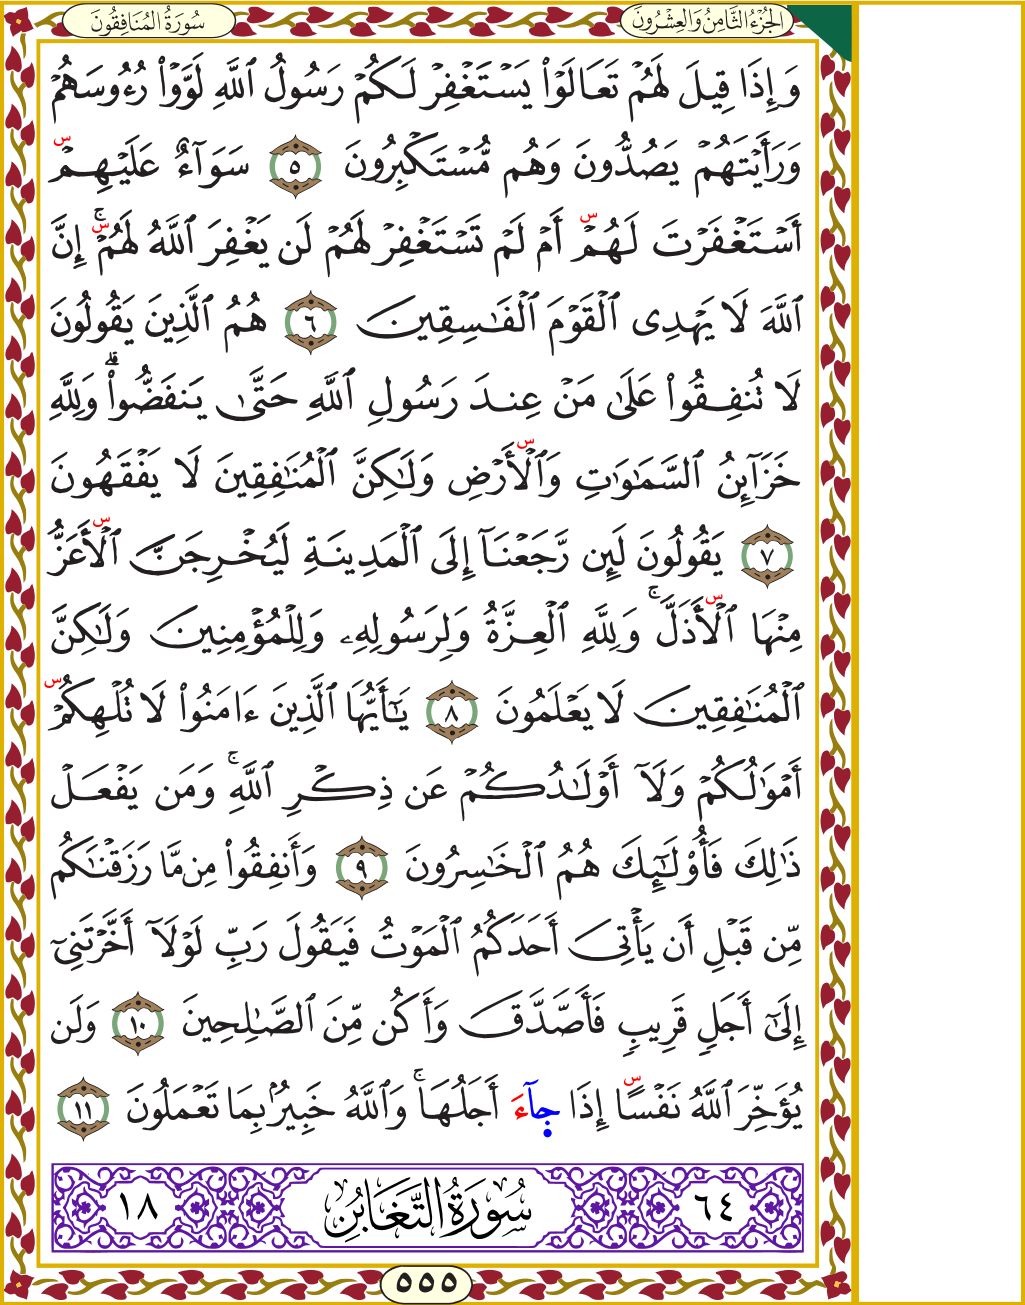 الجُزْءُ الثَّامِنُ وَالعِشْرُونَ
سُورَةُ المُنَافِقُونَ
وَإِذَا قِيلَ لَهُمْ تَعَالَوْا۟ يَسْتَغْفِرْ لَكُمْ رَسُولُ ٱللَّهِ لَوَّوْا۟ رُءُوسَهُمْ
وَرَأَيْتَهُمْ يَصُدُّونَ وَهُم مُّسْتَكْبِرُونَ ٥ سَوَآءٌ عَلَيْهِمْ س
أَسْتَغْفَرْتَ لَهُمْ س أَمْ لَمْ تَسْتَغْفِرْ لَهُمْ لَن يَغْفِرَ ٱللَّهُ لَهُمْ س ۚ إِنَّ
ٱللَّهَ لَا يَهْدِى ٱلْقَوْمَ ٱلْفَـٰسِقِينَ ٦ هُمُ ٱلَّذِينَ يَقُولُونَ
لَا تُنفِقُوا۟ عَلَىٰ مَنْ عِندَ رَسُولِ ٱللَّهِ حَتَّىٰ يَنفَضُّوا۟ ۗ وَلِلَّهِ
خَزَآئِنُ ٱلسَّمَـٰوَٰتِ وَٱلْأَرْضِ س وَلَـٰكِنَّ ٱلْمُنَـٰفِقِينَ لَا يَفْقَهُونَ
٧ يَقُولُونَ لَئِن رَّجَعْنَآ إِلَى ٱلْمَدِينَةِ لَيُخْرِجَنَّ ٱلْأَعَزُّ س
مِنْهَا ٱلْأَذَلَّ س ۚ وَلِلَّهِ ٱلْعِزَّةُ وَلِرَسُولِهِۦ وَلِلْمُؤْمِنِينَ وَلَـٰكِنَّ
ٱلْمُنَـٰفِقِينَ لَا يَعْلَمُونَ ٨ يَـٰٓأَيُّهَا ٱلَّذِينَ ءَامَنُوا۟ لَا تُلْهِكُمْ س
أَمْوَٰلُكُمْ وَلَآ أَوْلَـٰدُكُمْ عَن ذِكْرِ ٱللَّهِ ۚ وَمَن يَفْعَلْ
ذَٰلِكَ فَأُو۟لَـٰٓئِكَ هُمُ ٱلْخَـٰسِرُونَ ٩ وَأَنفِقُوا۟ مِن مَّا رَزَقْنَـٰكُم
مِّن قَبْلِ أَن يَأْتِىَ أَحَدَكُمُ ٱلْمَوْتُ فَيَقُولَ رَبِّ لَوْلَآ أَخَّرْتَنِىٓ
إِلَىٰٓ أَجَلٍ قَرِيبٍ فَأَصَّدَّقَ وَأَكُن مِّنَ ٱلصَّـٰلِحِينَ ١٠ وَلَن
يُؤَخِّرَ ٱللَّهُ نَفْسًا س إِذَا جَآءَ أَجَلُهَا ۚ وَٱللَّهُ خَبِيرٌۢ بِمَا تَعْمَلُونَ ١١
٦٤ سُورَةُ التَّغَابُنِ ١٨
٥٥٥